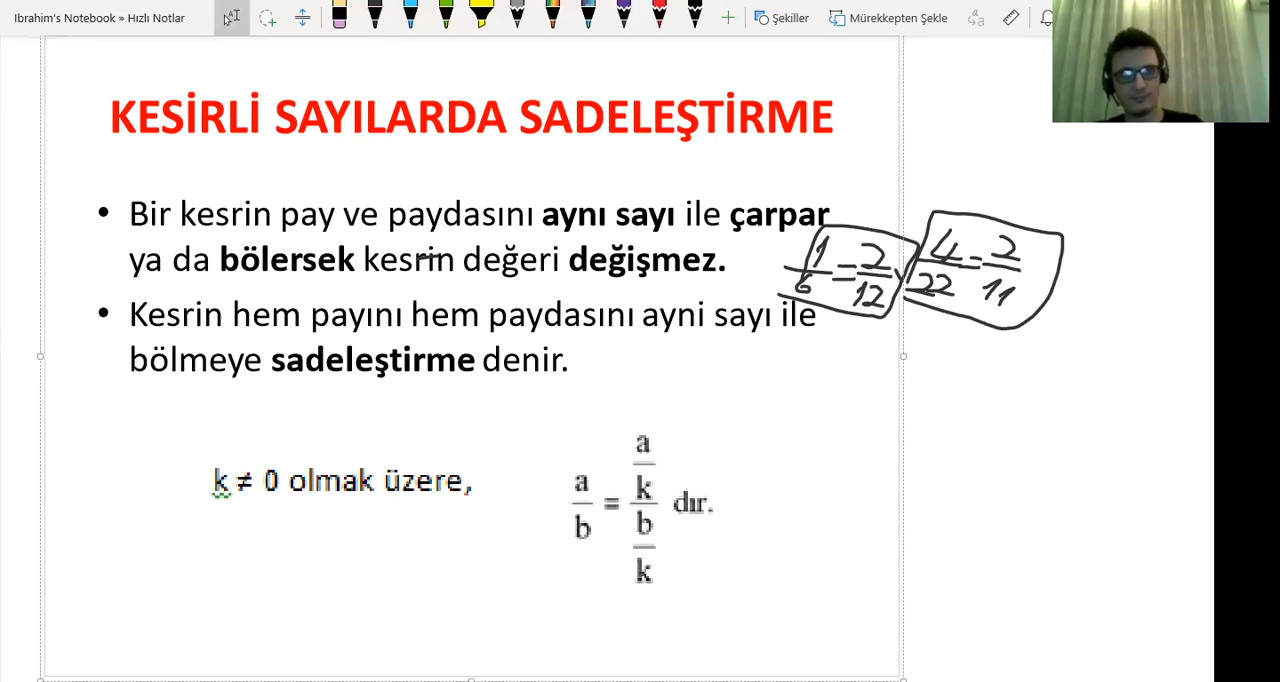 Ibrahim's Notebook » Hızlı Notlar
Şekiller
Mürekkepten Şekle
KESİRLİ SAYILARDA SADELEŞTİRME
• Bir kesrin pay ve paydasını aynı sayı ile çarpar
ya da bölersek kesrin değeri değişmez.
1/6 = 2/12
4/22 = 2/11
• Kesrin hem payını hem paydasını ayni sayı ile
bölmeye sadeleştirme denir.
k ≠ 0 olmak üzere,
a/b = (a/k)/(b/k) dır.